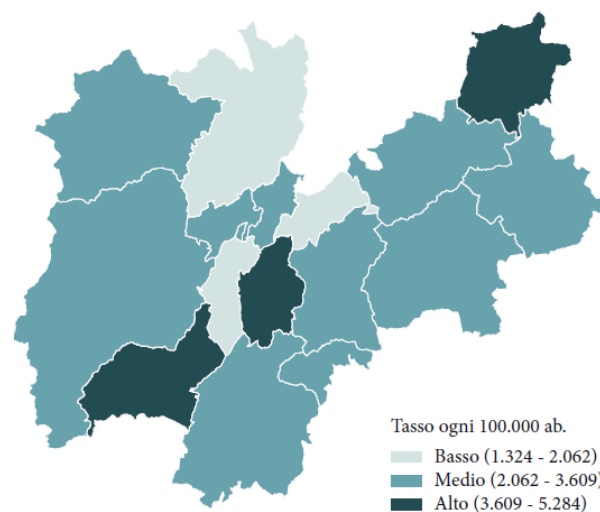 Tasso ogni 100.000 ab.
Basso (1.324 - 2.062)
Medio (2.062 - 3.609)
Alto (3.609 - 5.284)